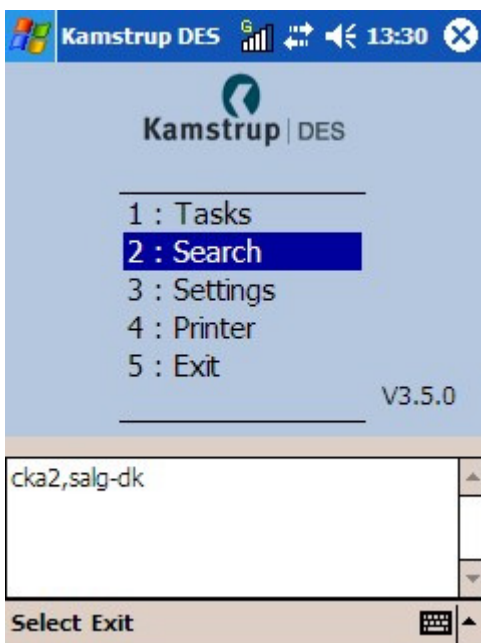 Kamstrup DES G 13:30
Kamstrup DES
1 : Tasks
2 : Search
3 : Settings
4 : Printer
5 : Exit
V3.5.0
cka2,salg-dk
Select Exit